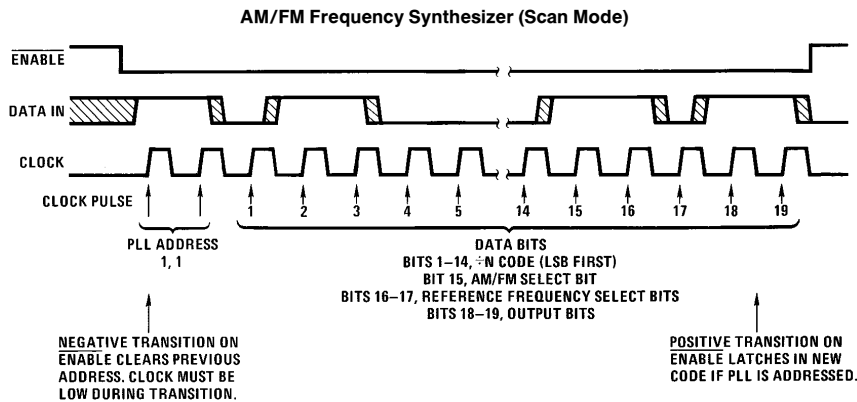 AM/FM Frequency Synthesizer (Scan Mode)
ENABLE
DATA IN
CLOCK
CLOCK PULSE
1 2 3 4 5 14 15 16 17 18 19
PLL ADDRESS
1, 1
DATA BITS
BITS 1–14, ÷N CODE (LSB FIRST)
BIT 15, AM/FM SELECT BIT
BITS 16–17, REFERENCE FREQUENCY SELECT BITS
BITS 18–19, OUTPUT BITS
NEGATIVE TRANSITION ON
ENABLE CLEARS PREVIOUS
ADDRESS. CLOCK MUST BE
LOW DURING TRANSITION.
POSITIVE TRANSITION ON
ENABLE LATCHES IN NEW
CODE IF PLL IS ADDRESSED.